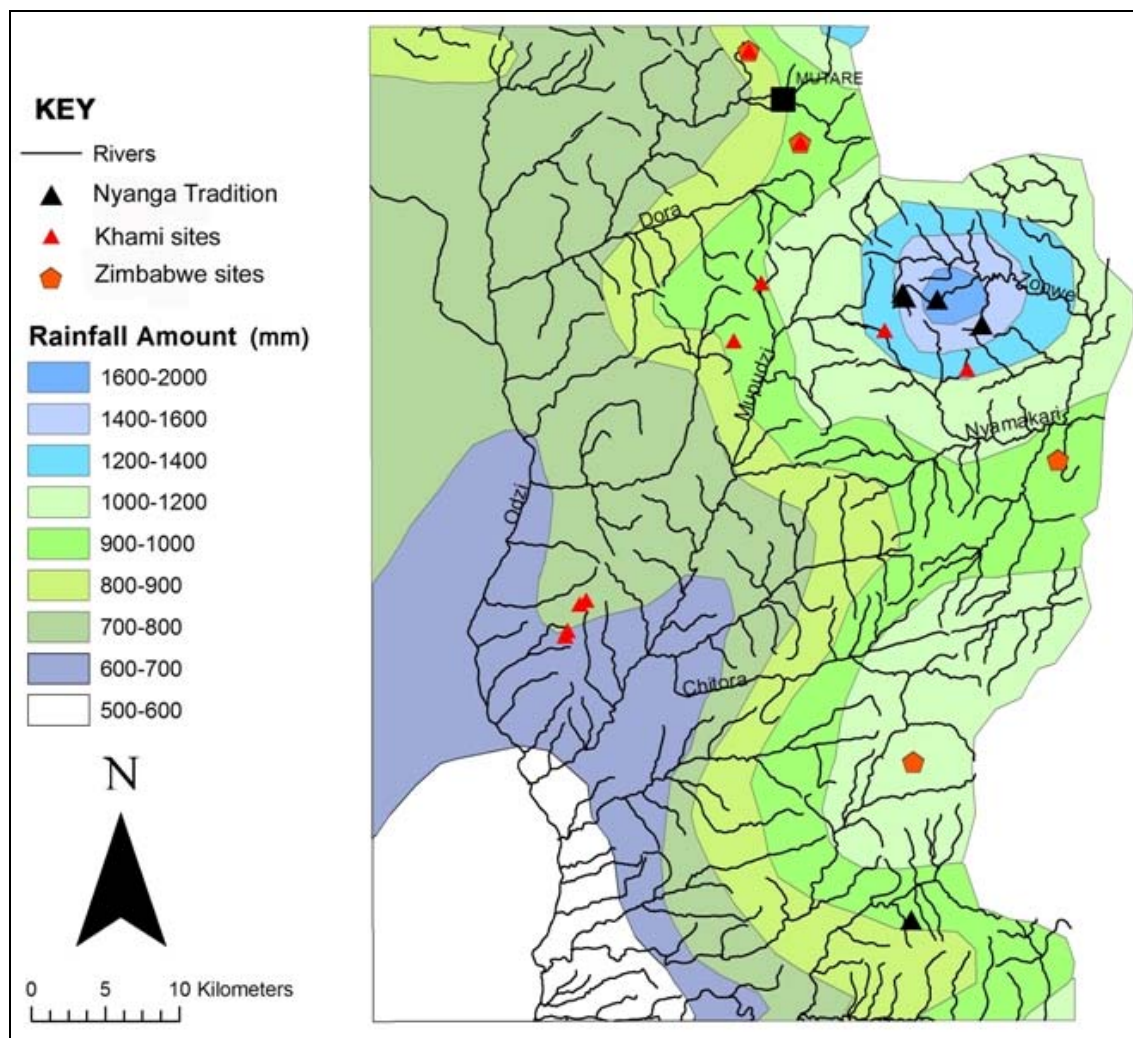 KEY
Rivers
Nyanga Tradition
Khami sites
Zimbabwe sites
Rainfall Amount (mm)
1600-2000
1400-1600
1200-1400
1000-1200
900-1000
800-900
700-800
600-700
500-600
N
0 5 10 Kilometers
MUTARE
Dora
Zonwe
Mupudzi
Nyamakari
Odzi
Chitora